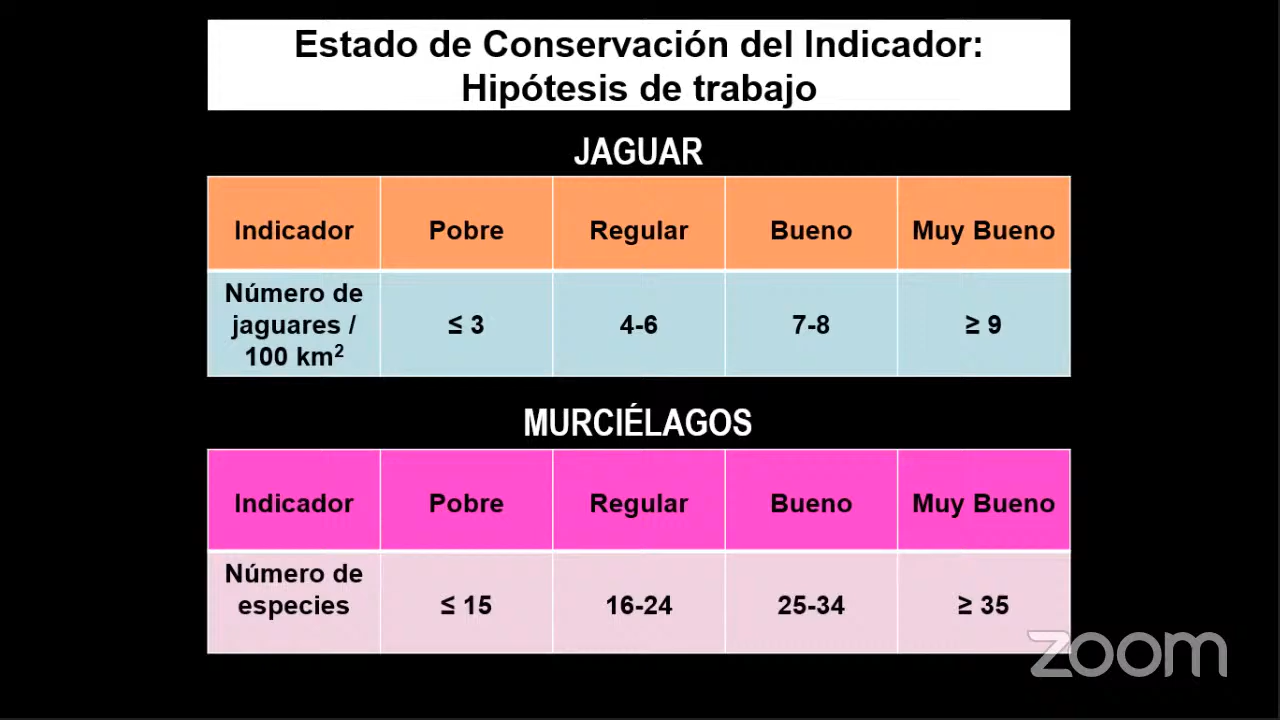 Estado de Conservación del Indicador:
Hipótesis de trabajo
JAGUAR
Indicador Pobre Regular Bueno Muy Bueno
Número de
jaguares /
100 km² ≤ 3 4-6 7-8 ≥ 9
MURCIÉLAGOS
Indicador Pobre Regular Bueno Muy Bueno
Número de
especies ≤ 15 16-24 25-34 ≥ 35
zoom